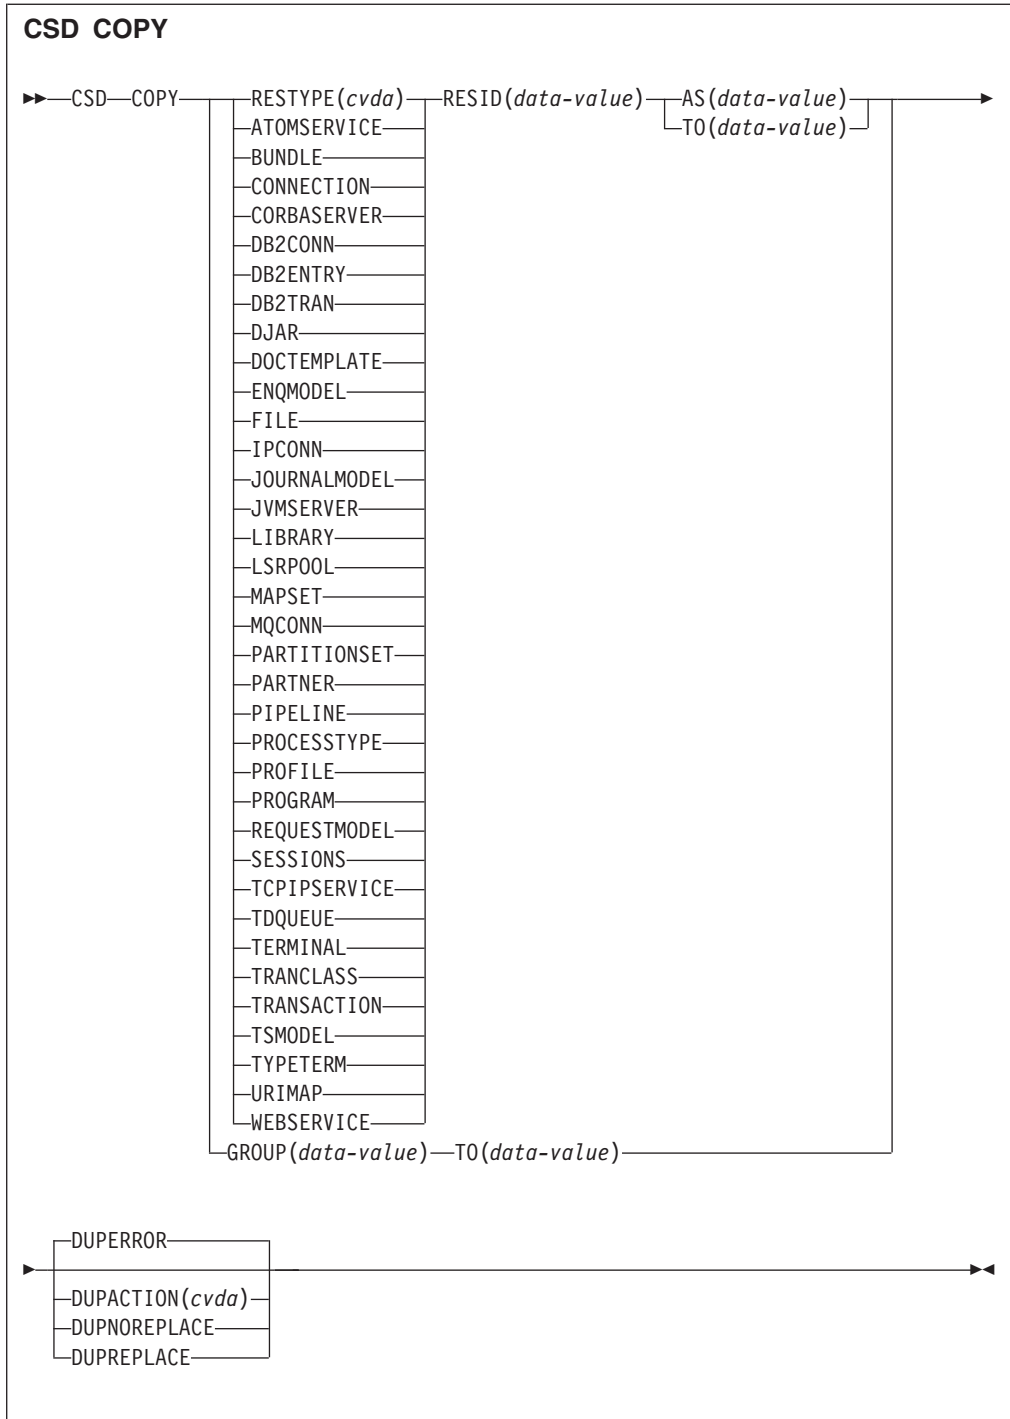 CSD COPY
CSD COPY RESTYPE(cvda) RESID(data-value) AS(data-value)
ATOMSERVICE TO(data-value)
BUNDLE
CONNECTION
CORBASERVER
DB2CONN
DB2ENTRY
DB2TRAN
DJAR
DOCTEMPLATE
ENQMODEL
FILE
IPCONN
JOURNALMODEL
JVMSERVER
LIBRARY
LSRPOOL
MAPSET
MQCONN
PARTITIONSET
PARTNER
PIPELINE
PROCESSTYPE
PROFILE
PROGRAM
REQUESTMODEL
SESSIONS
TCPIPSERVICE
TDQUEUE
TERMINAL
TRANCLASS
TRANSACTION
TSMODEL
TYPETERM
URIMAP
WEBSERVICE
GROUP(data-value) TO(data-value)
DUPERROR
DUPACTION(cvda)
DUPNOREPLACE
DUPREPLACE